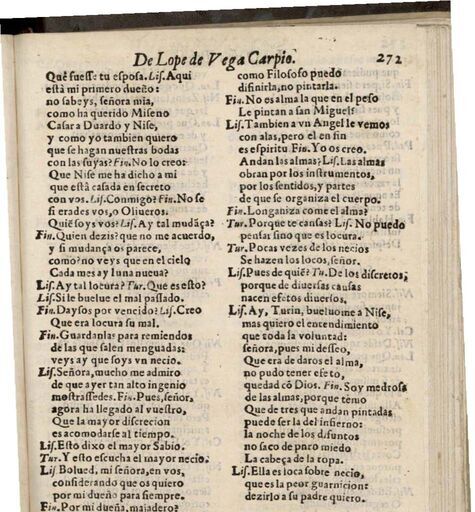 De Lope de Vega Carpio. 272
Que fuesse tu esposa. Lis. Aqui
está mi primero dueño:
no sabeys, señora mia,
como ha querido Miseno
Casar a Duardo y Nise,
y como yo tambien quiero
que se hagan nuestras bodas
con las suyas? Fin. No lo creo:
Que Nise me ha dicho a mi
que está casada en secreto
con vos. Lis. Conmigo? Fin. No se
si erades vos, o Oliueros.
Quiẽ soys vos? Lis. Ay tal mudãça?
Fin. Quien dezis? que no me acuerdo,
y si mudança os parece,
como? no veys que en el cielo
Cada mes ay luna nueua?
Lis. Ay tal locura? Tur. Que es esto?
Lis. Si le buelue el mal passado.
Fin. Daysos por vencido? Lis. Creo
Que era locura su mal.
Fin. Guardanlas para remiendos
de las que salen menguadas:
veys ay que soys vn necio.
Lis. Señora, mucho me admiro
de que ayer tan alto ingenio
mostrassedes. Fin. Pues, señor,
agora ha llegado al vuestro,
Que la mayor discrecion
es acomodarse al tiempo.
Lis. Esto dixo el mayor Sabio.
Tur. Y esto escucha el mayor necio.
Lis. Bolued, mi señora, en vos,
considerando que os quiero
por mi dueño para siempre.
Fin. Por mi dueño, majadero?
como Filosofo puedo
difinirla, no pintarla.
Fin. No es alma la que en el peso
Le pintan a san Miguel?
Lis. Tambien a vn Angel le vemos
con alas, pero el en fin
es espiritu. Fin. Yo os creo.
Andan las almas? Lis. Las almas
obran por los instrumentos,
por los sentidos, y partes
de que se organiza el cuerpo.
Fin. Longaniza come el alma?
Tur. Porque te cansas? Lis. No puedo
pensar sino que es locura.
Tur. Pocas vezes de los necios
Se hazen los locos, señor.
Lis. Pues de quiẽ? Tu. De los discretos,
porque de diuersas causas
nacen efetos diuersos.
Lis. Ay, Turin, bueluome a Nise,
mas quiero el entendimiento
que toda la voluntad:
señora, pues mi desseo,
Que era de daros el alma,
no pudo tener efeto,
quedad cõ Dios. Fin. Soy medrosa
de las almas, porque temo
Que de tres que andan pintadas
puede ser la del infierno:
la noche de los difuntos
no saco de puro miedo
La cabeça de la ropa.
Lis. Ella es loca sobre necio,
que es la peor guarnicion:
dezirlo a su padre quiero.